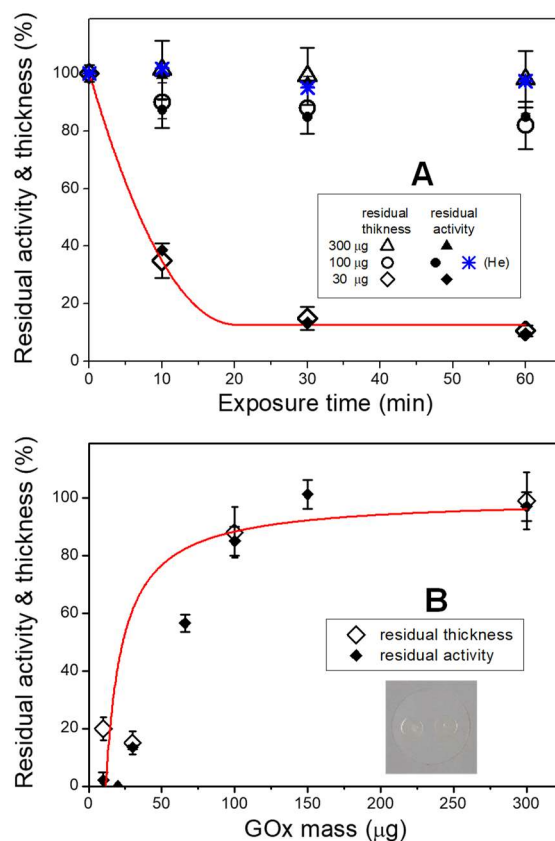 Residual activity & thickness (%)
100
80
60
40
20
0
A
residual thikness
residual activity
300 µg
100 µg
(He)
30 µg
0
10
20
30
40
50
60
Exposure time (min)
Residual activity & thickness (%)
100
80
60
40
20
0
B
residual thickness
residual activity
0
50
100
150
200
250
300
GOx mass (µg)